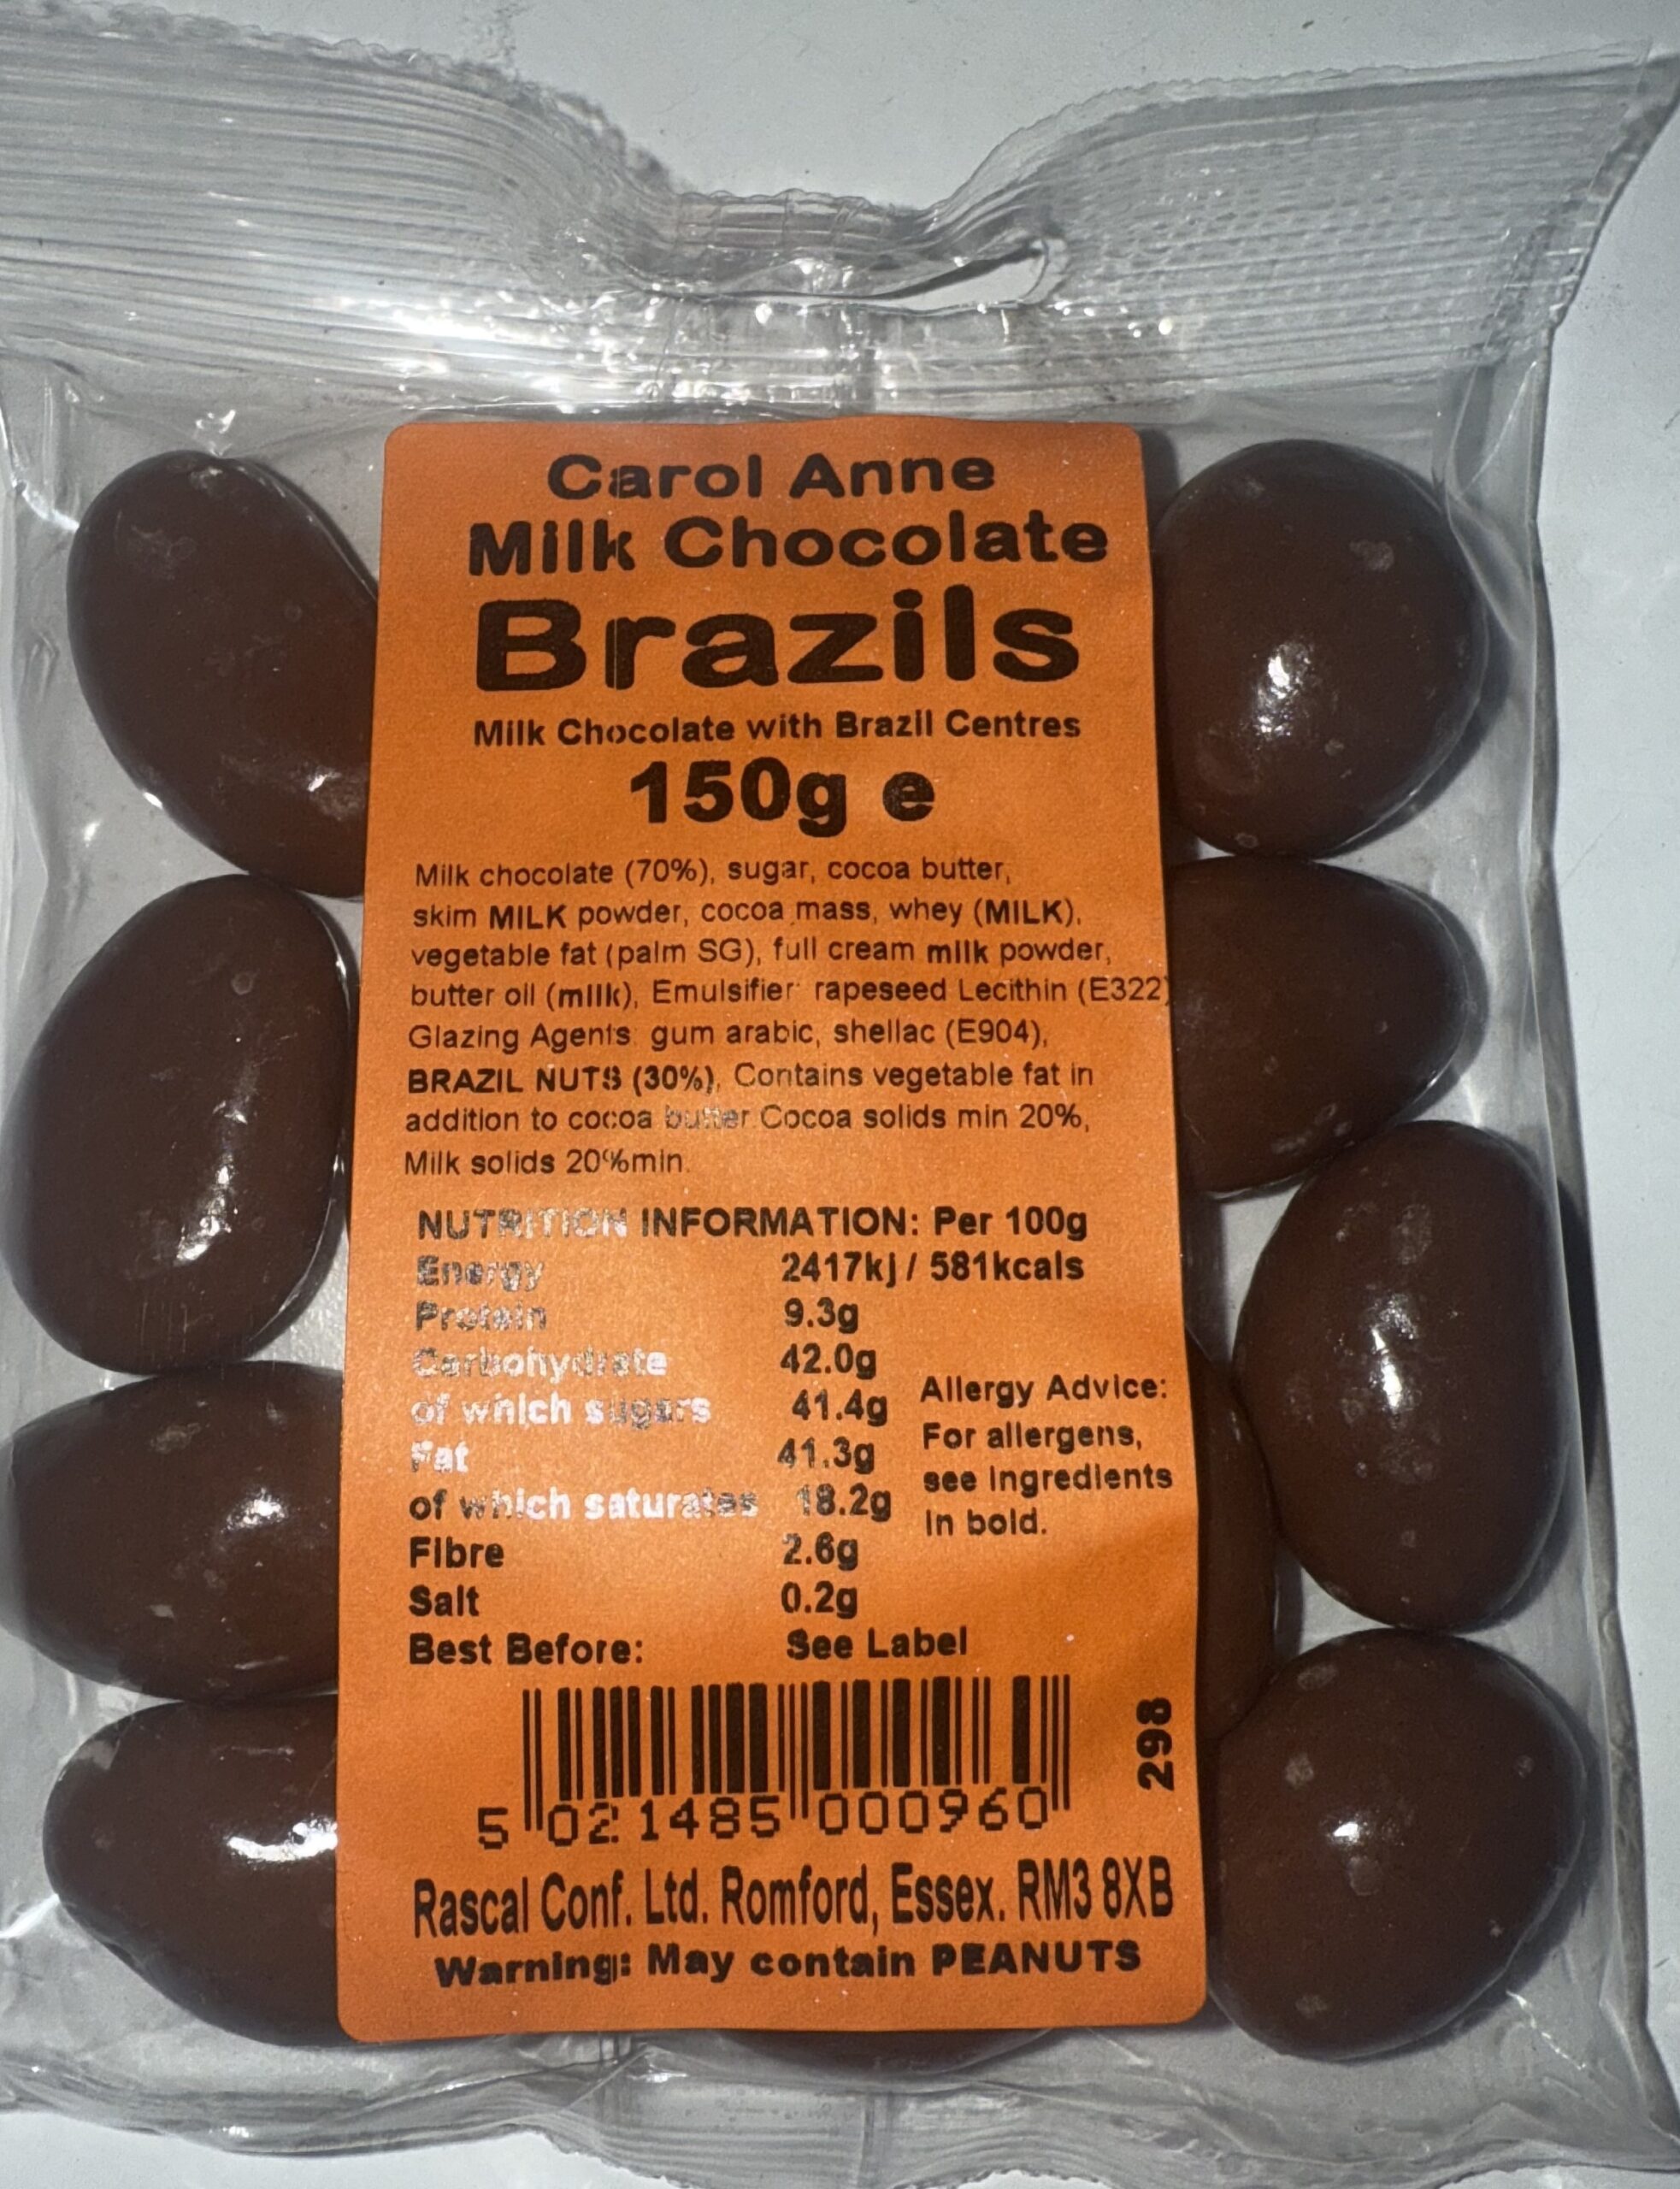 Carol Anne
Milk Chocolate
Brazils
Milk Chocolate with Brazil Centres
150g e
Milk chocolate (70%), sugar, cocoa butter,
skim MILK powder, cocoa mass, whey (MILK),
vegetable fat (palm SG), full cream milk powder,
butter oil (milk), Emulsifier: rapeseed Lecithin (E322)
Glazing Agents: gum arabic, shellac (E904),
BRAZIL NUTS (30%), Contains vegetable fat in
addition to cocoa butter Cocoa solids min 20%,
Milk solids 20%min.
NUTRITION INFORMATION: Per 100g
Energy 2417kj / 581kcals
Protein 9.3g
Carbohydrate 42.0g
of which sugars 41.4g
Fat 41.3g
of which saturates 18.2g
Fibre 2.6g
Salt 0.2g
Allergy Advice:
For allergens,
see ingredients
in bold.
Best Before: See Label
298
5 021485 000960
Rascal Conf. Ltd. Romford, Essex. RM3 8XB
Warning: May contain PEANUTS